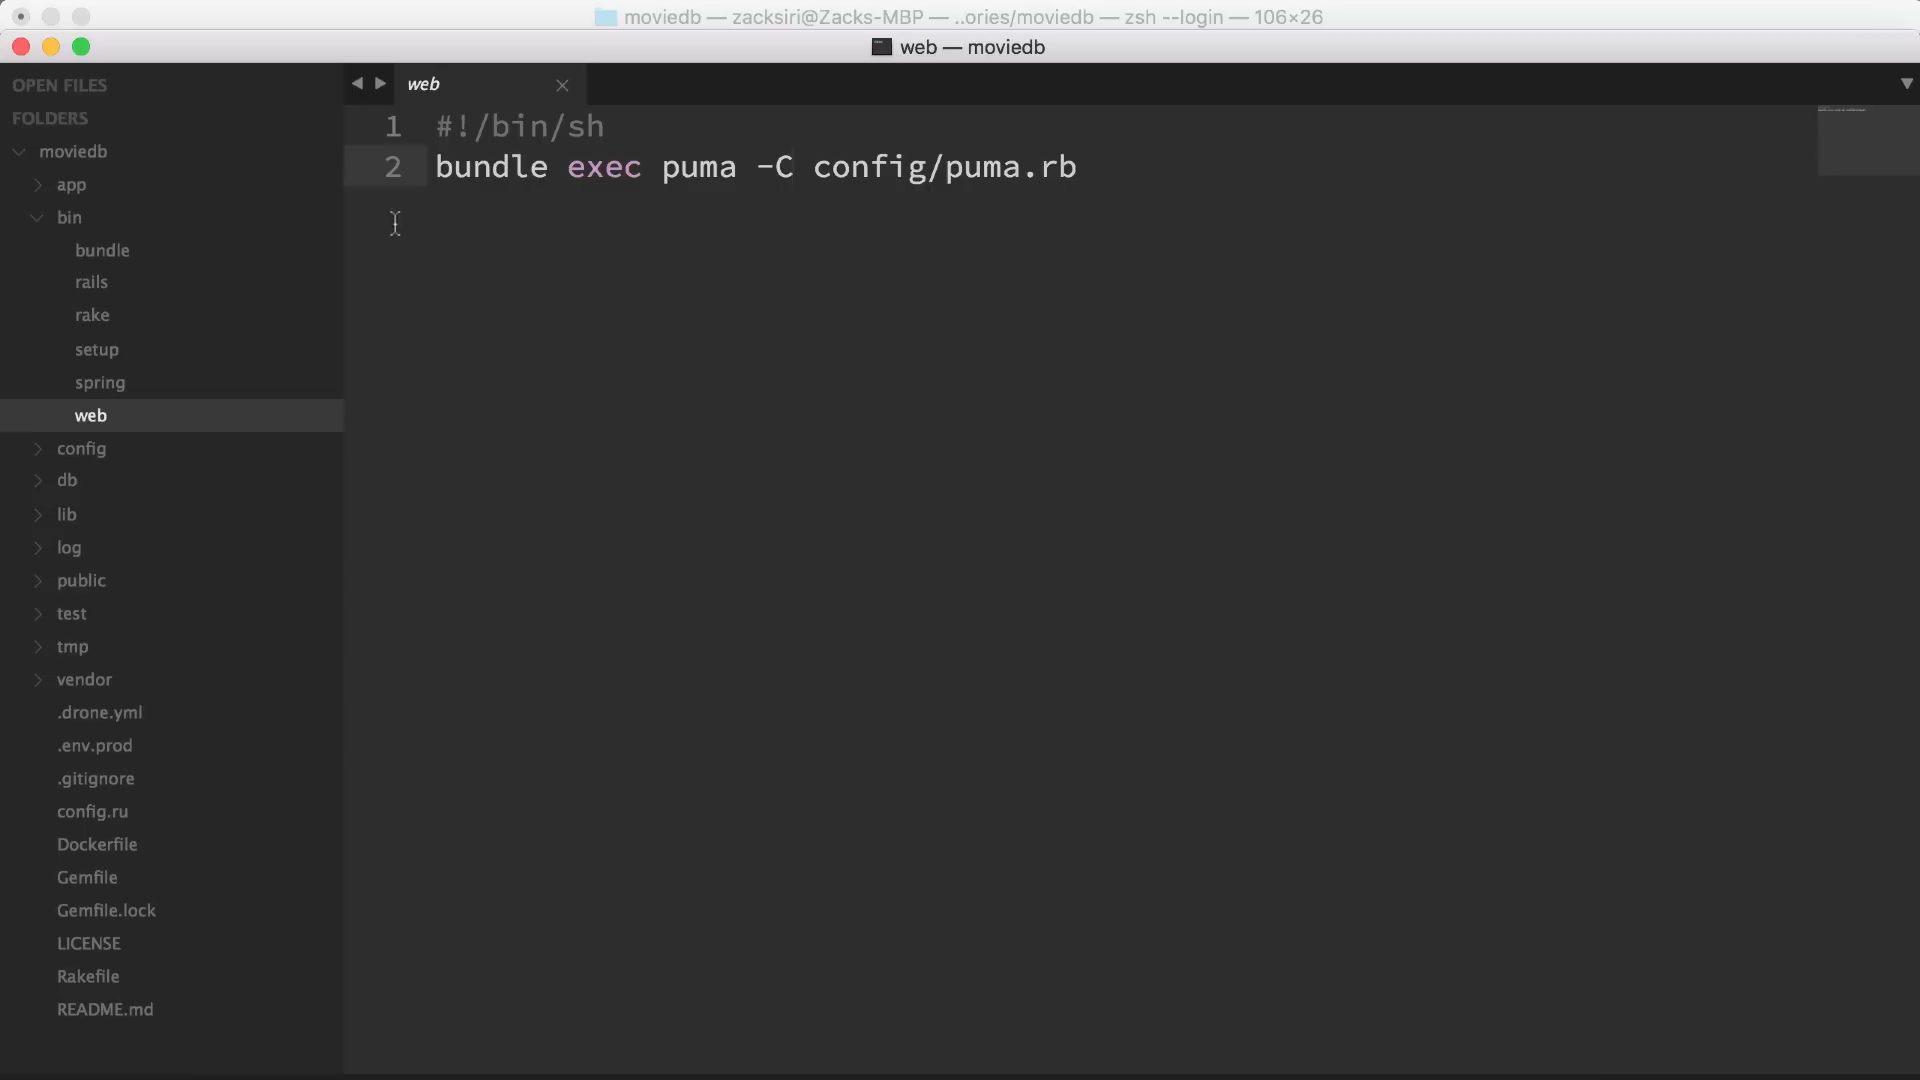 moviedb — zacksiri@Zacks-MBP — ..ories/moviedb — zsh --login — 106×26
web — moviedb
OPEN FILES
FOLDERS
moviedb
app
bin
bundle
rails
rake
setup
spring
web
config
db
lib
log
public
test
tmp
vendor
.drone.yml
.env.prod
.gitignore
config.ru
Dockerfile
Gemfile
Gemfile.lock
LICENSE
Rakefile
README.md
web
1 #!/bin/sh
2 bundle exec puma -C config/puma.rb